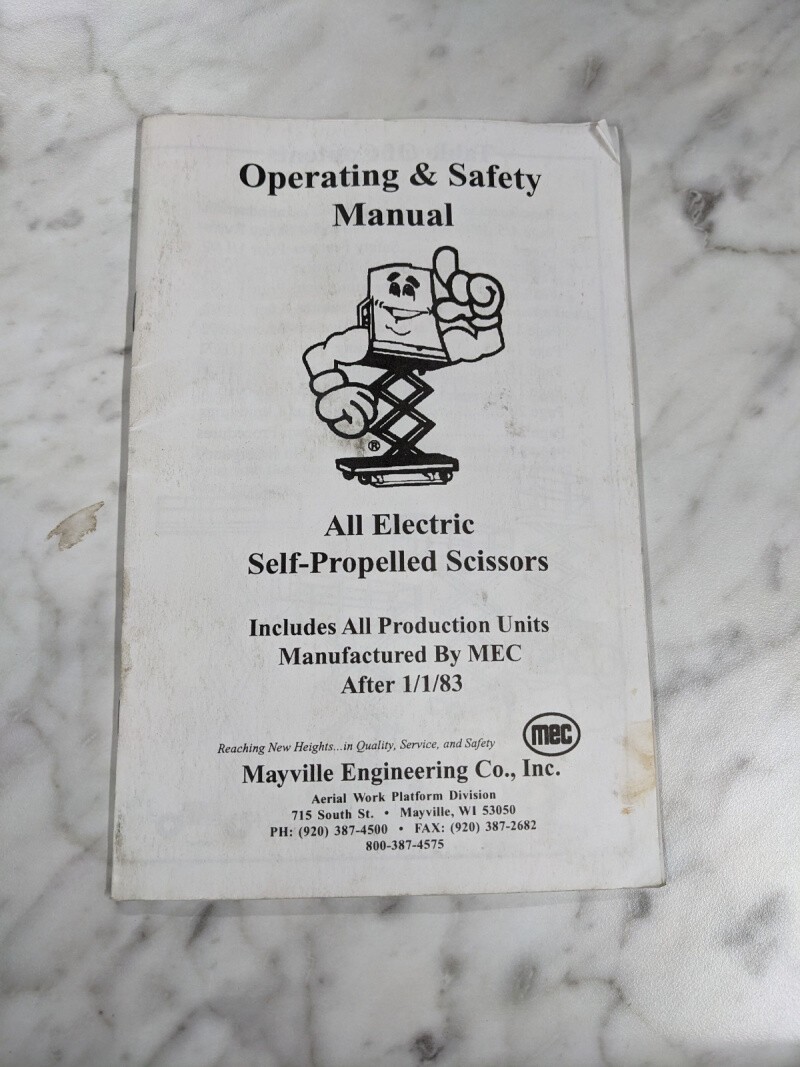 Operating & Safety
Manual
®
All Electric
Self-Propelled Scissors
Includes All Production Units
Manufactured By MEC
After 1/1/83
mec
Reaching New Heights...in Quality, Service, and Safety
Mayville Engineering Co., Inc.
Aerial Work Platform Division
715 South St. • Mayville, WI 53050
PH: (920) 387-4500 • FAX: (920) 387-2682
800-387-4575